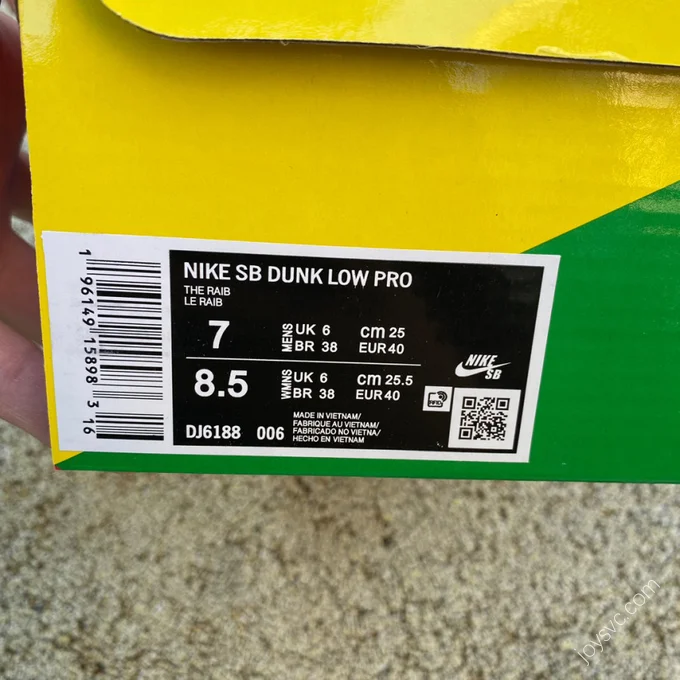 1 96149 15898 3 16
NIKE SB DUNK LOW PRO
THE RAIB
LE RAIB
7
MENS
UK 6
cm 25
BR 38
EUR 40
8.5
WMNS
UK 6
cm 25.5
BR 38
EUR 40
NIKE
SB
DJ6188 006
MADE IN VIETNAM/
FABRIQUE AU VIETNAM/
FABRICADO NO VIETNA/
HECHO EN VIETNAM
joysvc.com